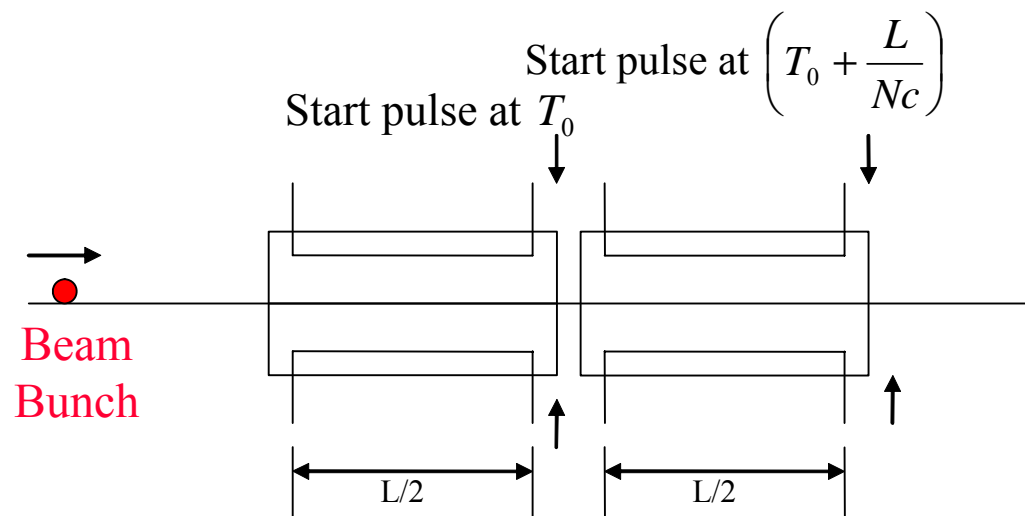 Start pulse at (T₀ + L/Nc)
Start pulse at T₀
Beam
Bunch
L/2
L/2